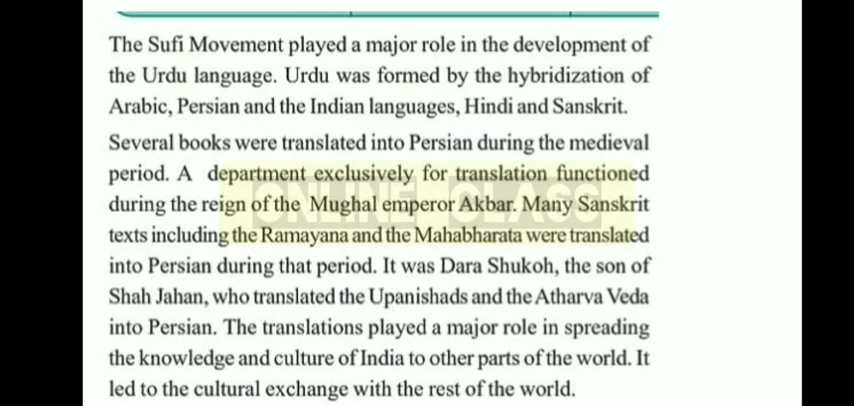 The Sufi Movement played a major role in the development of
the Urdu language. Urdu was formed by the hybridization of
Arabic, Persian and the Indian languages, Hindi and Sanskrit.
Several books were translated into Persian during the medieval
period. A department exclusively for translation functioned
during the reign of the Mughal emperor Akbar. Many Sanskrit
texts including the Ramayana and the Mahabharata were translated
into Persian during that period. It was Dara Shukoh, the son of
Shah Jahan, who translated the Upanishads and the Atharva Veda
into Persian. The translations played a major role in spreading
the knowledge and culture of India to other parts of the world. It
led to the cultural exchange with the rest of the world.
ONLINE CLASS